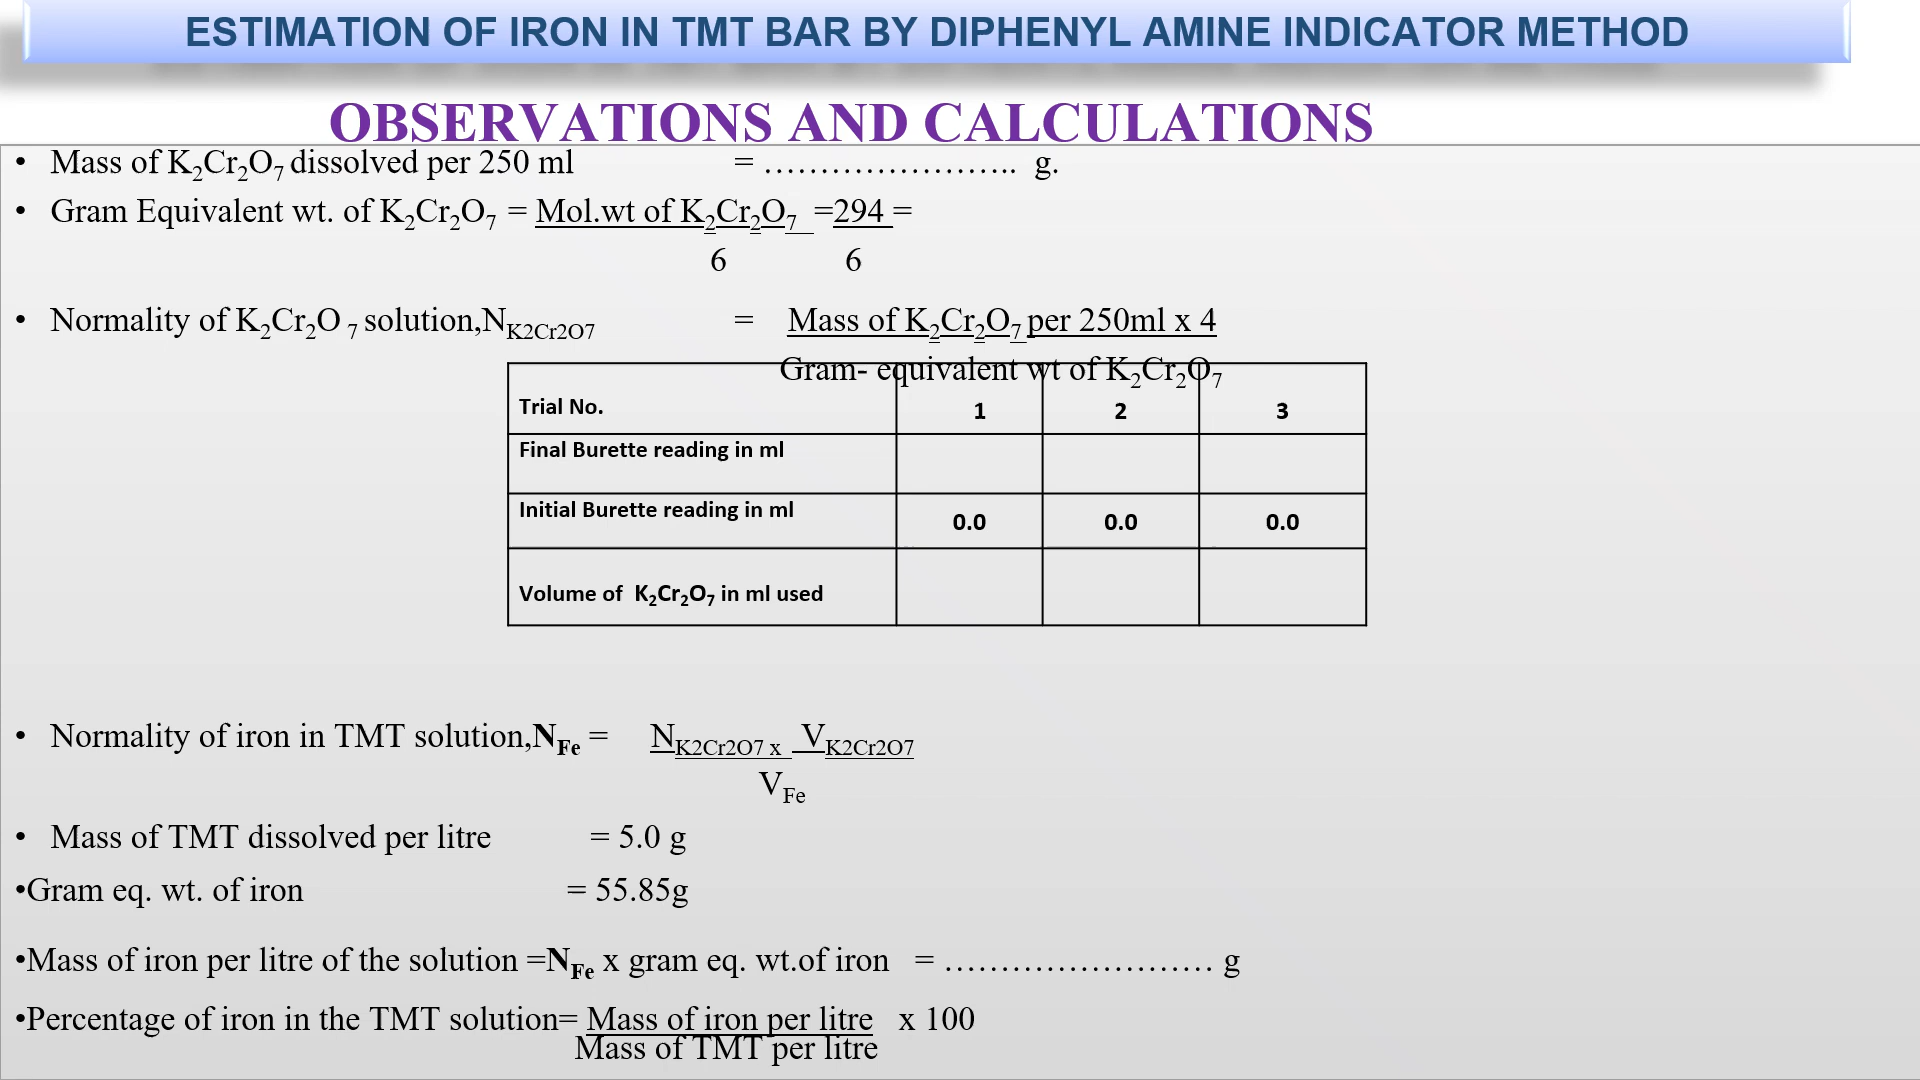 ESTIMATION OF IRON IN TMT BAR BY DIPHENYL AMINE INDICATOR METHOD
OBSERVATIONS AND CALCULATIONS
• Mass of K₂Cr₂O₇ dissolved per 250 ml = ………………….. g.
• Gram Equivalent wt. of K₂Cr₂O₇ = Mol.wt of K₂Cr₂O₇ =294 =
6 6
• Normality of K₂Cr₂O ₇ solution,N K2Cr2O7 = Mass of K₂Cr₂O₇ per 250ml x 4
Gram- equivalent wt of K₂Cr₂O₇
Trial No. 1 2 3
Final Burette reading in ml
Initial Burette reading in ml 0.0 0.0 0.0
Volume of K₂Cr₂O₇ in ml used
• Normality of iron in TMT solution,N Fe = N K2Cr2O7 x V K2Cr2O7
V Fe
• Mass of TMT dissolved per litre = 5.0 g
•Gram eq. wt. of iron = 55.85g
•Mass of iron per litre of the solution =N Fe x gram eq. wt.of iron = …………………… g
•Percentage of iron in the TMT solution= Mass of iron per litre x 100
Mass of TMT per litre